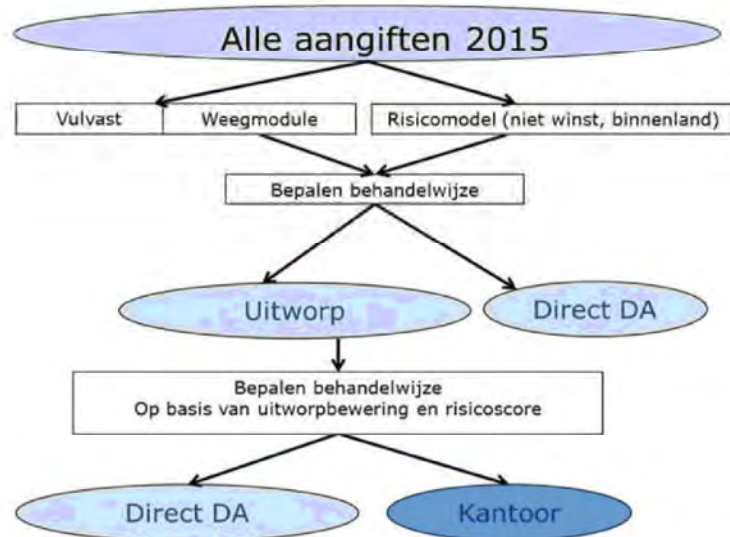 Alle aangiften 2015
Vulvast
Weegmodule
Risicomodel (niet winst, binnenland)
Bepalen behandelwijze
Uitworp
Direct DA
Bepalen behandelwijze
Op basis van uitworpbewering en risicoscore
Direct DA
Kantoor